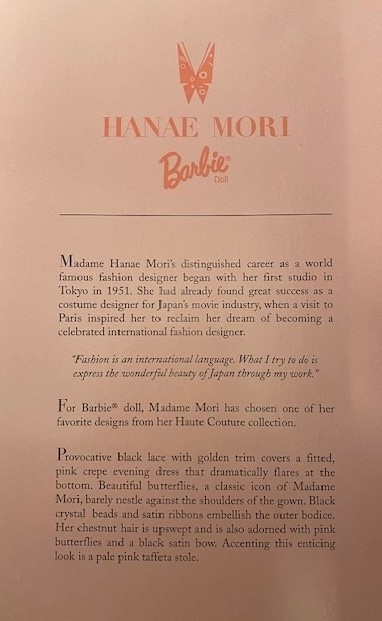 HANAE MORI
Barbie®
Doll
Madame Hanae Mori's distinguished career as a world
famous fashion designer began with her first studio in
Tokyo in 1951. She had already found great success as a
costume designer for Japan's movie industry, when a visit to
Paris inspired her to reclaim her dream of becoming a
celebrated international fashion designer.
"Fashion is an international language. What I try to do is
express the wonderful beauty of Japan through my work."
For Barbie® doll, Madame Mori has chosen one of her
favorite designs from her Haute Couture collection.
Provocative black lace with golden trim covers a fitted,
pink crepe evening dress that dramatically flares at the
bottom. Beautiful butterflies, a classic icon of Madame
Mori, barely nestle against the shoulders of the gown. Black
crystal beads and satin ribbons embellish the outer bodice.
Her chestnut hair is upswept and is also adorned with pink
butterflies and a black satin bow. Accenting this enticing
look is a pale pink taffeta stole.